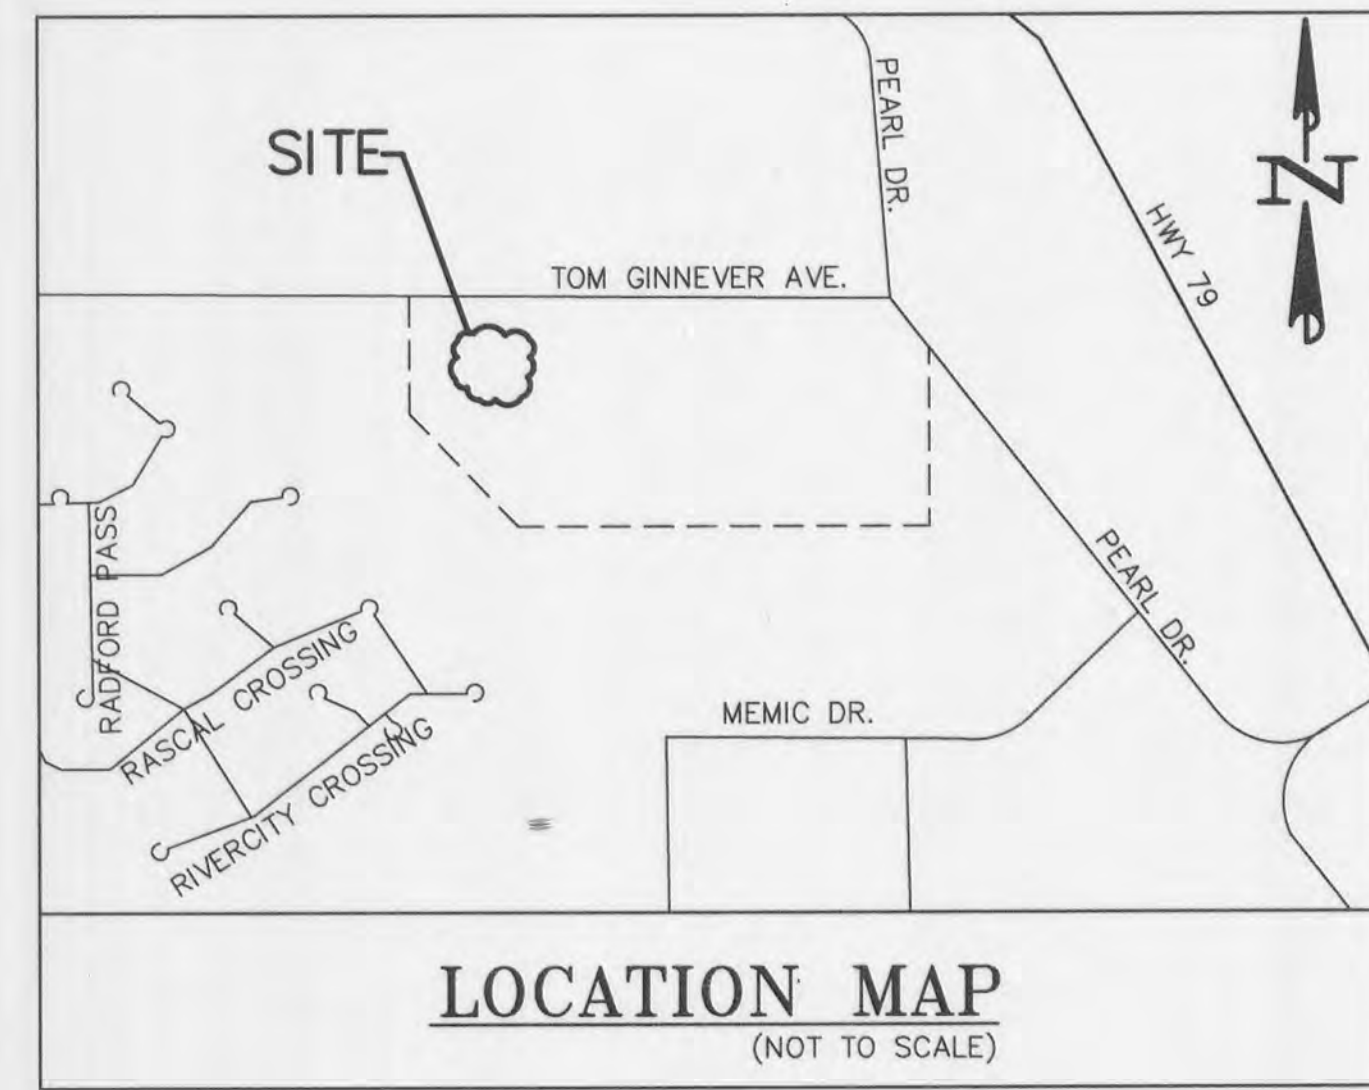 PEARL DR.
N
SITE
HWY 79
TOM GINNEVER AVE.
RADFORD PASS
PEARL DR.
RASCAL CROSSING
MEMIC DR.
RIVERCITY CROSSING
LOCATION MAP
(NOT TO SCALE)